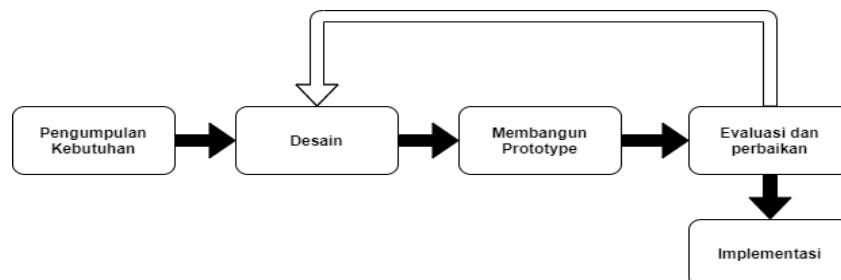 Pengumpulan
Kebutuhan
Desain
Membangun
Prototype
Evaluasi dan
perbaikan
Implementasi